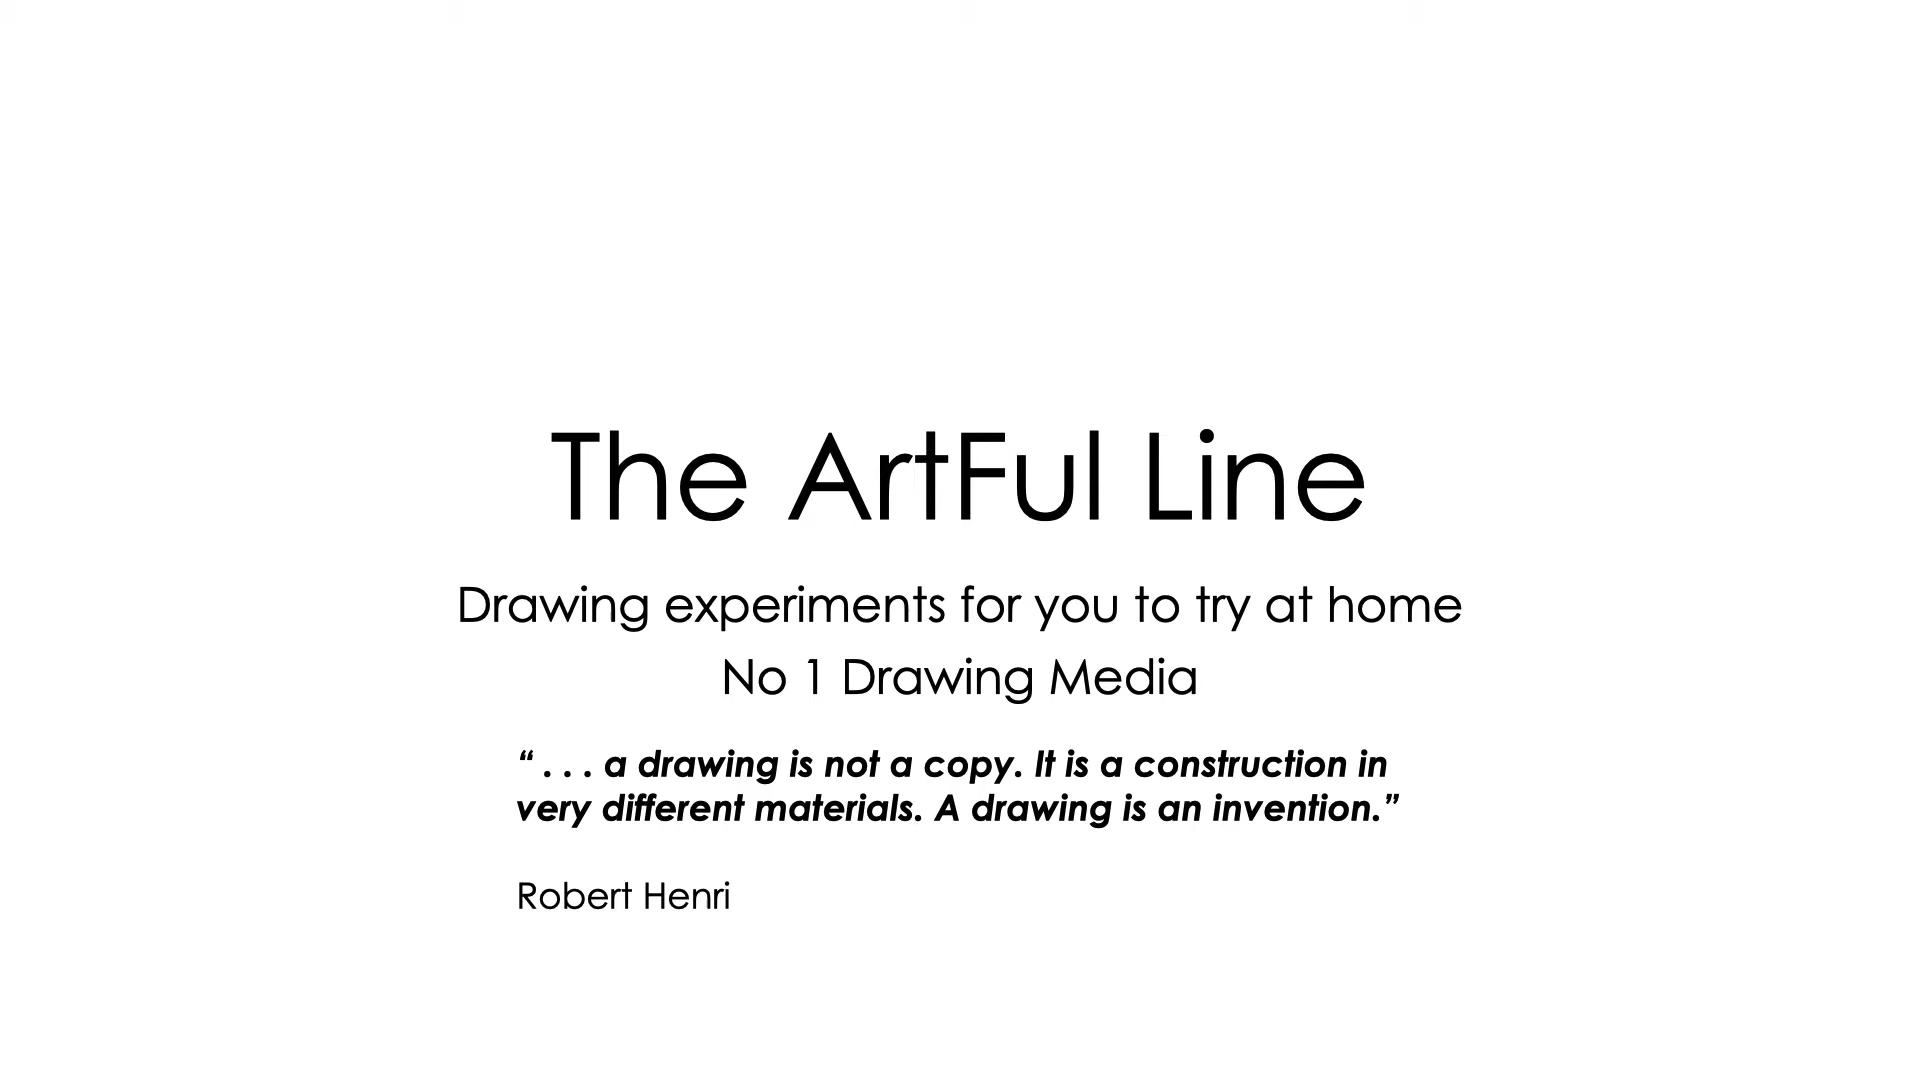 The ArtFul Line
Drawing experiments for you to try at home
No 1 Drawing Media
“ . . . a drawing is not a copy. It is a construction in
very different materials. A drawing is an invention.”
Robert Henri